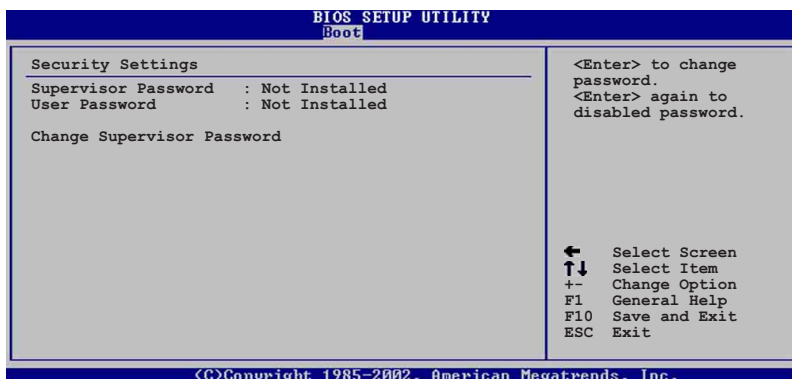 BIOS SETUP UTILITY
Boot
Security Settings
Supervisor Password : Not Installed
User Password : Not Installed
Change Supervisor Password
<Enter> to change
password.
<Enter> again to
disabled password.
← Select Screen
↑↓ Select Item
+- Change Option
F1 General Help
F10 Save and Exit
ESC Exit
(C)Copyright 1985-2002, American Megatrends, Inc.